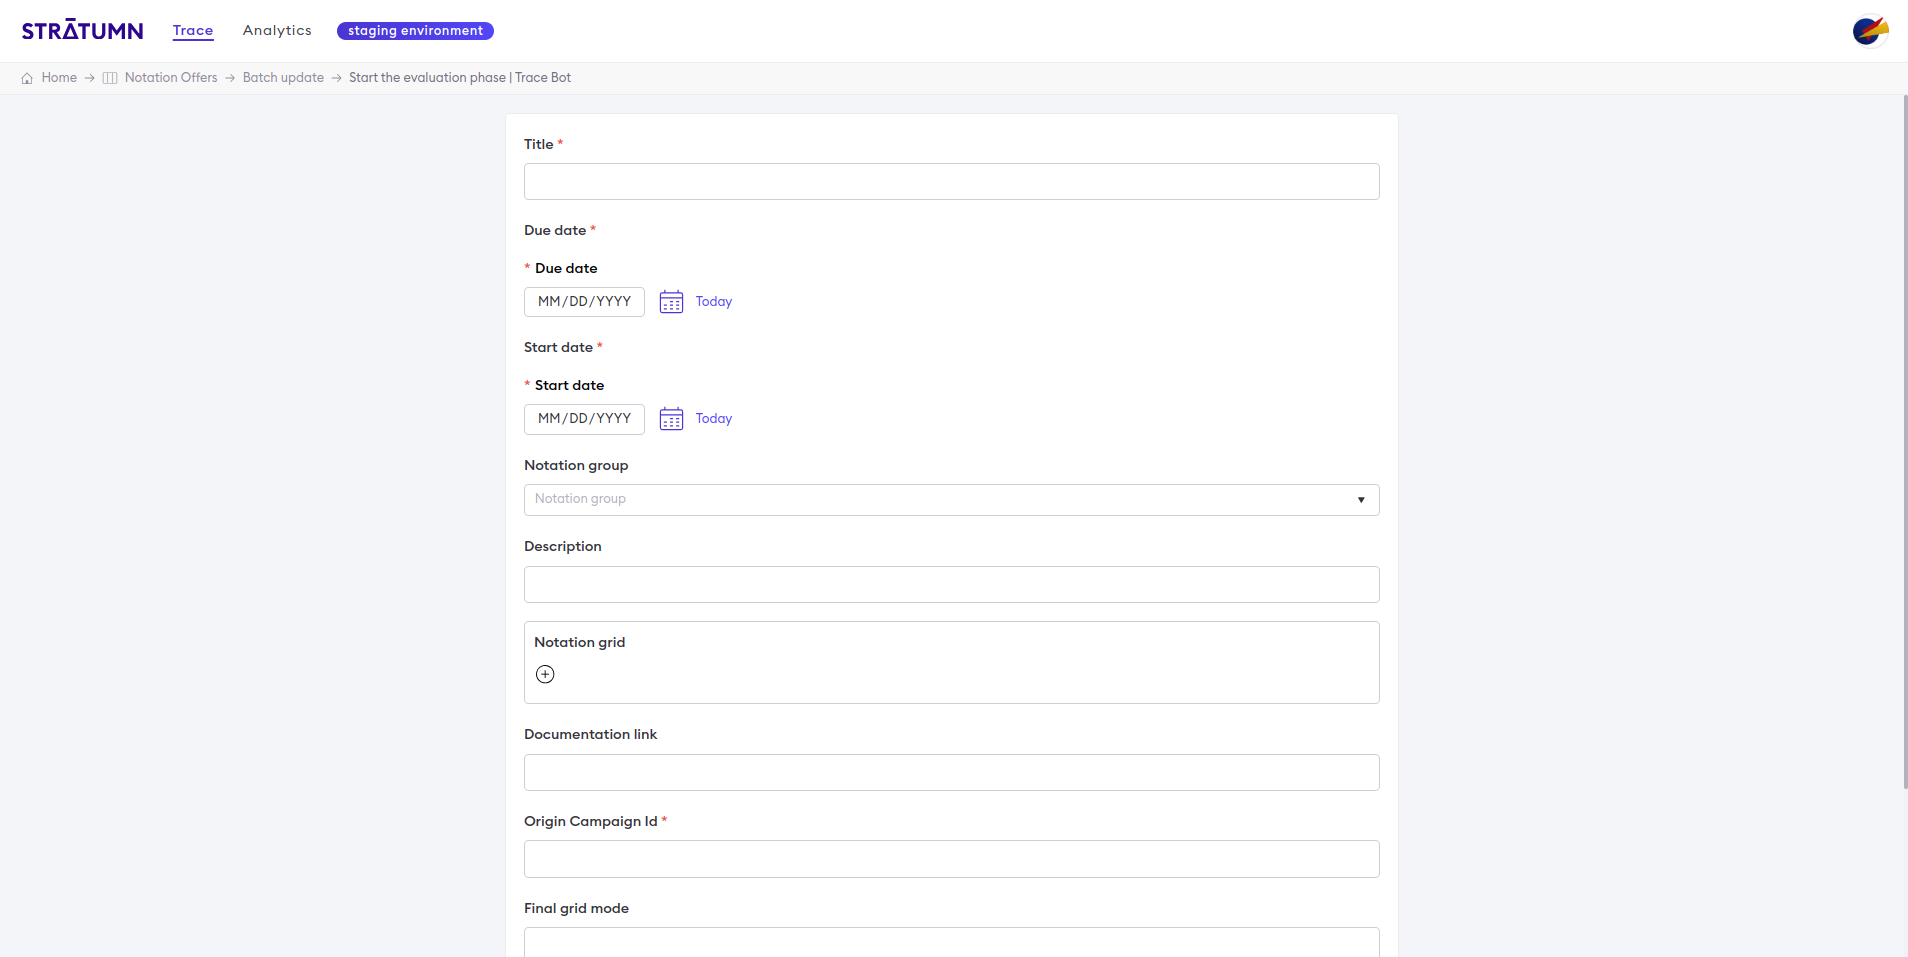 STRĀTUMN Trace Analytics staging environment
Home → Notation Offers → Batch update → Start the evaluation phase | Trace Bot
Title *
Due date *
* Due date
MM/DD/YYYY Today
Start date *
* Start date
MM/DD/YYYY Today
Notation group
Notation group
Description
Notation grid
Documentation link
Origin Campaign Id *
Final grid mode